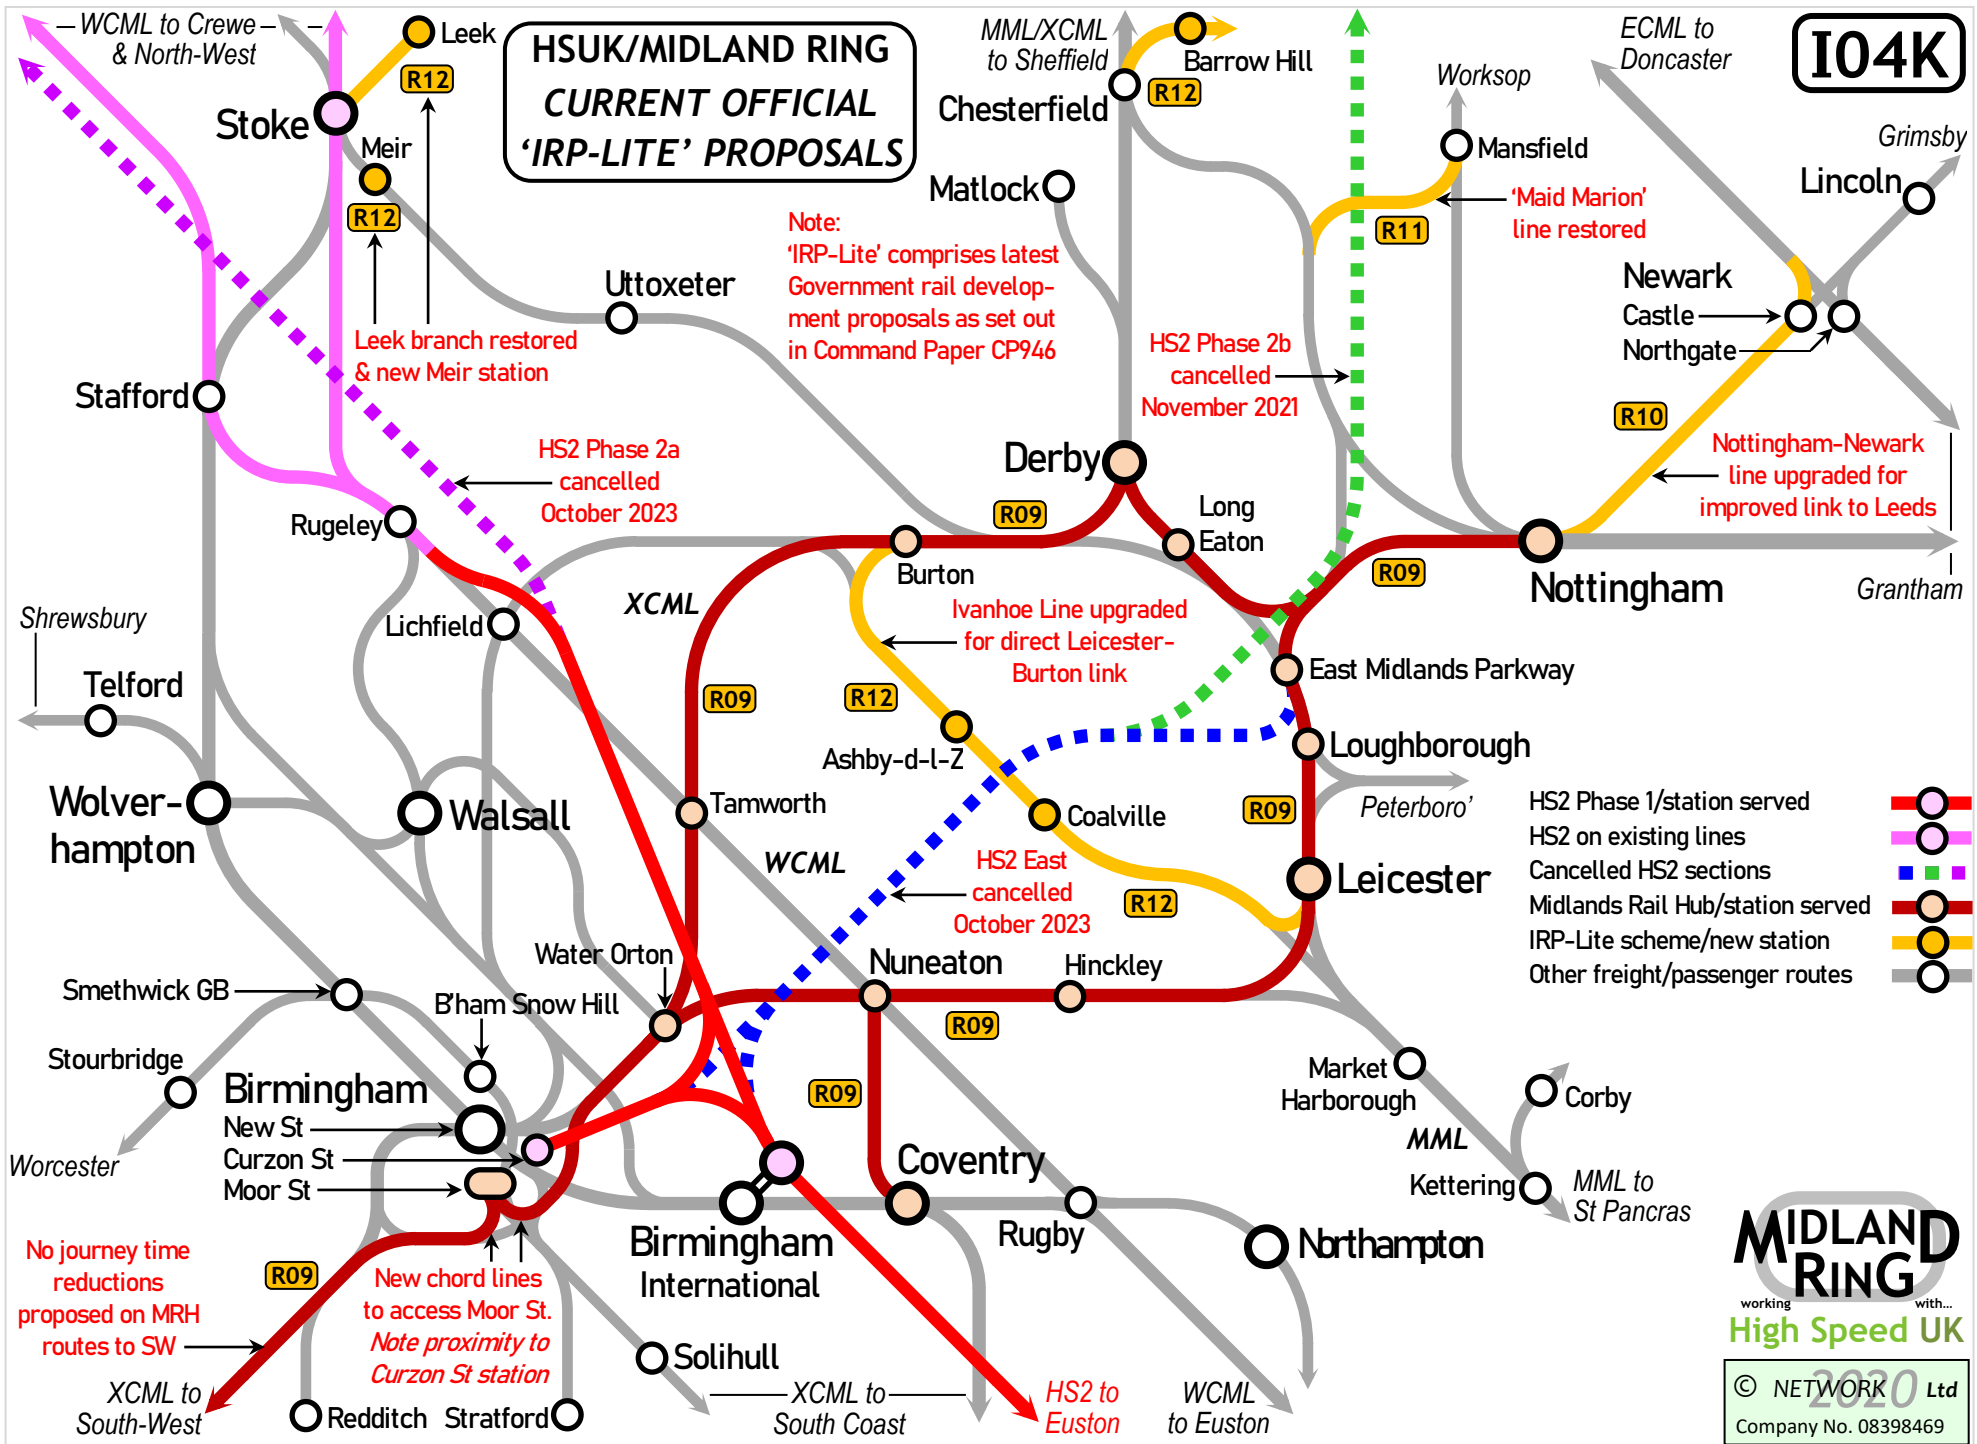 WCML to Crewe
& North-West
Leek
R12
Stoke
Meir
R12
HSUK/MIDLAND RING
CURRENT OFFICIAL
‘IRP-LITE’ PROPOSALS
MML/XCML
to Sheffield
Barrow Hill
R12
Chesterfield
Matlock
ECML to
Doncaster
I04K
Worksop
Mansfield
Grimsby
Lincoln
‘Maid Marion’
line restored
R11
Newark
Castle
Northgate
Note:
‘IRP-Lite’ comprises latest
Government rail develop-
ment proposals as set out
in Command Paper CP946
Uttoxeter
Leek branch restored
& new Meir station
HS2 Phase 2b
cancelled
November 2021
Stafford
R10
HS2 Phase 2a
cancelled
October 2023
Derby
Nottingham-Newark
line upgraded for
improved link to Leeds
Rugeley
R09
Long
Eaton
Burton
R09
Nottingham
Grantham
Shrewsbury
Lichfield
XCML
Ivanhoe Line upgraded
for direct Leicester-
Burton link
East Midlands Parkway
Telford
R09
R12
Ashby-d-l-Z
Loughborough
Wolver-
hampton
Walsall
Tamworth
Coalville
R09
Peterboro’
WCML
HS2 East
cancelled
October 2023
R12
Leicester
HS2 Phase 1/station served
HS2 on existing lines
Cancelled HS2 sections
Midlands Rail Hub/station served
IRP-Lite scheme/new station
Other freight/passenger routes
Water Orton
Nuneaton
Hinckley
Smethwick GB
B'ham Snow Hill
R09
Stourbridge
Birmingham
New St
Curzon St
Moor St
R09
Market
Harborough
Corby
MML
Worcester
Coventry
Kettering
MML to
St Pancras
Birmingham
International
Rugby
Northampton
No journey time
reductions
proposed on MRH
routes to SW
R09
New chord lines
to access Moor St.
Note proximity to
Curzon St station
Solihull
XCML to
South-West
Redditch
Stratford
XCML to
South Coast
HS2 to
Euston
WCML
to Euston
MIDLAND
RING
working with...
High Speed UK
© NETWORK 2020 Ltd
Company No. 08398469